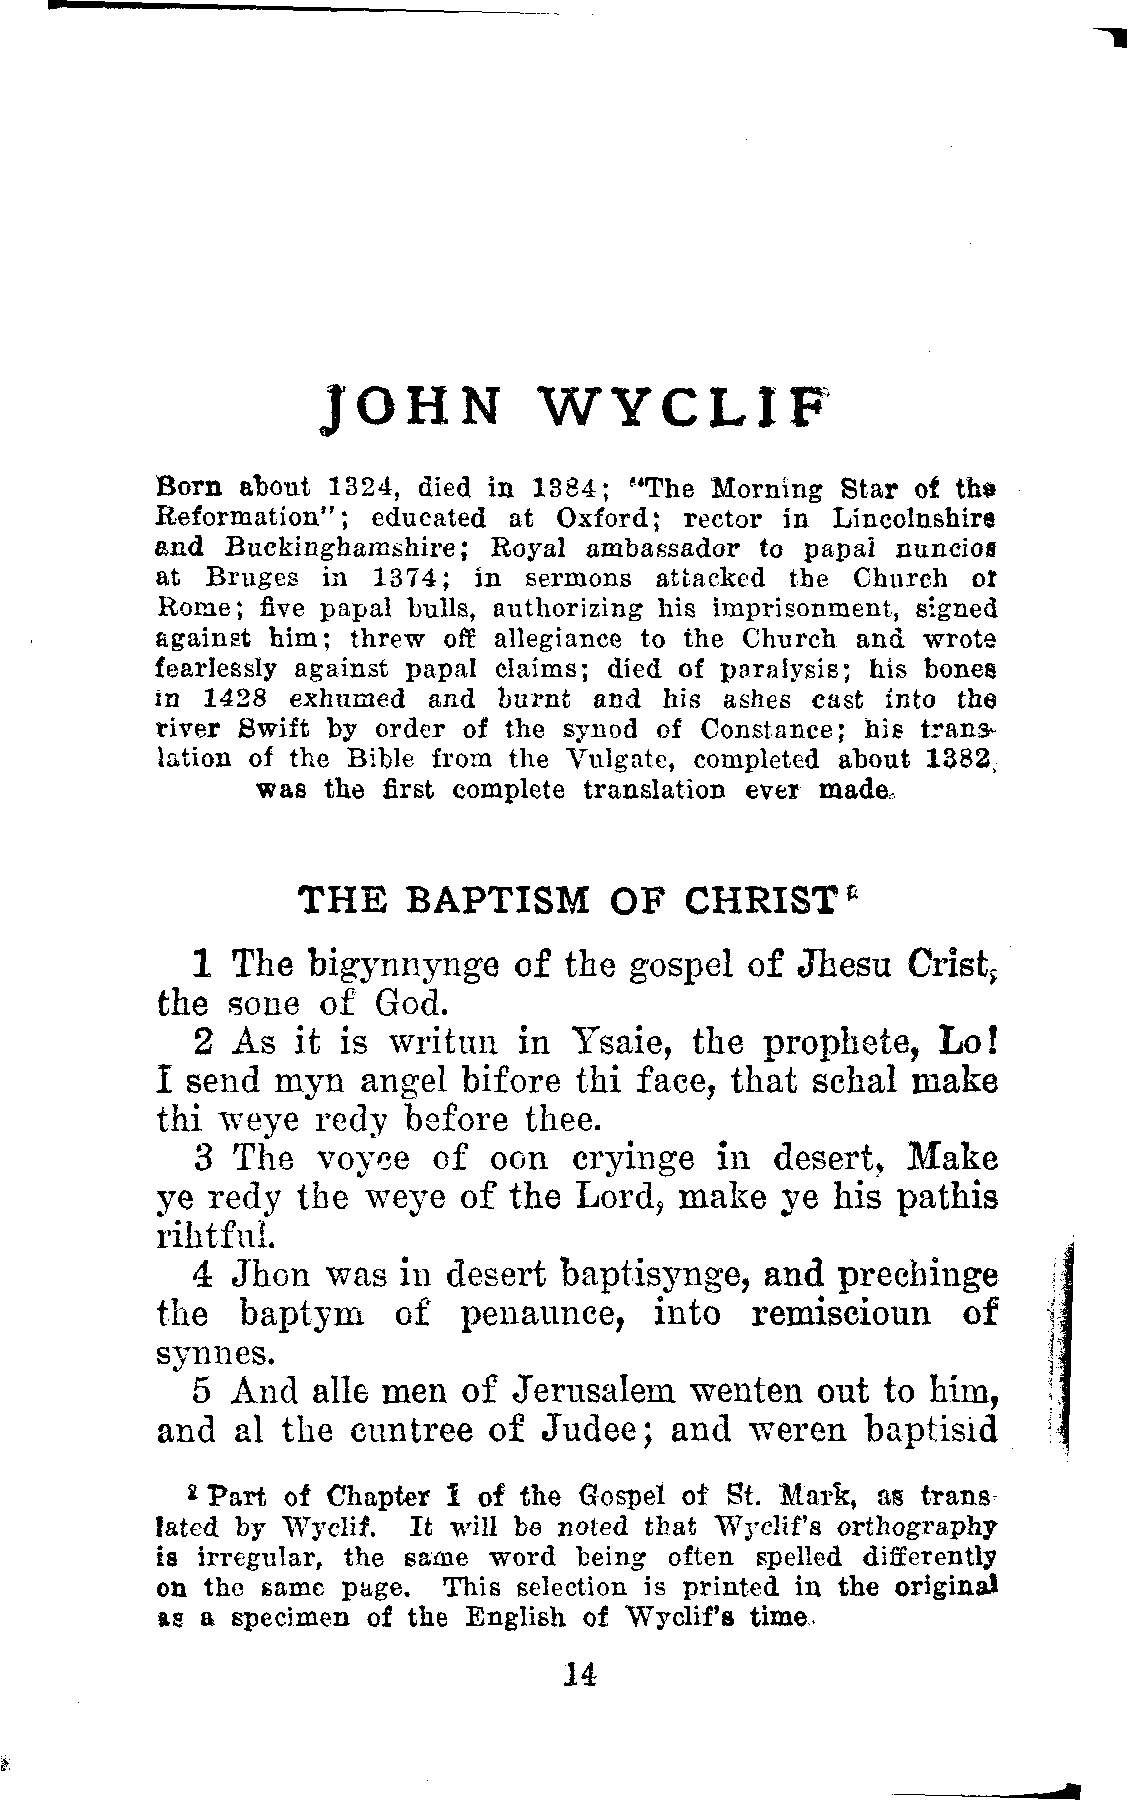 JOHN WYCLIF
Born about 1324, died in 1384; "The Morning Star of the
Reformation"; educated at Oxford; rector in Lincolnshire
and Buckinghamshire; Royal ambassador to papal nuncios
at Bruges in 1374; in sermons attacked the Church of
Rome; five papal bulls, authorizing his imprisonment, signed
against him; threw off allegiance to the Church and wrote
fearlessly against papal claims; died of paralysis; his bones
in 1428 exhumed and burnt and his ashes cast into the
river Swift by order of the synod of Constance; his trans-
lation of the Bible from the Vulgate, completed about 1382,
was the first complete translation ever made.
THE BAPTISM OF CHRIST²
1 The bigynnynge of the gospel of Jhesu Crist,
the sone of God.
2 As it is writun in Ysaie, the prophete, Lo!
I send myn angel bifore thi face, that schal make
thi weye redy before thee.
3 The voyce of oon cryinge in desert, Make
ye redy the weye of the Lord, make ye his pathis
rihtful.
4 Jhon was in desert baptisynge, and prechinge
the baptym of penaunce, into remiscioun of
synnes.
5 And alle men of Jerusalem wenten out to him,
and al the cuntree of Judee; and weren baptisid
² Part of Chapter I of the Gospel of St. Mark, as trans-
lated by Wyclif. It will be noted that Wyclif's orthography
is irregular, the same word being often spelled differently
on the same page. This selection is printed in the original
as a specimen of the English of Wyclif's time.
14